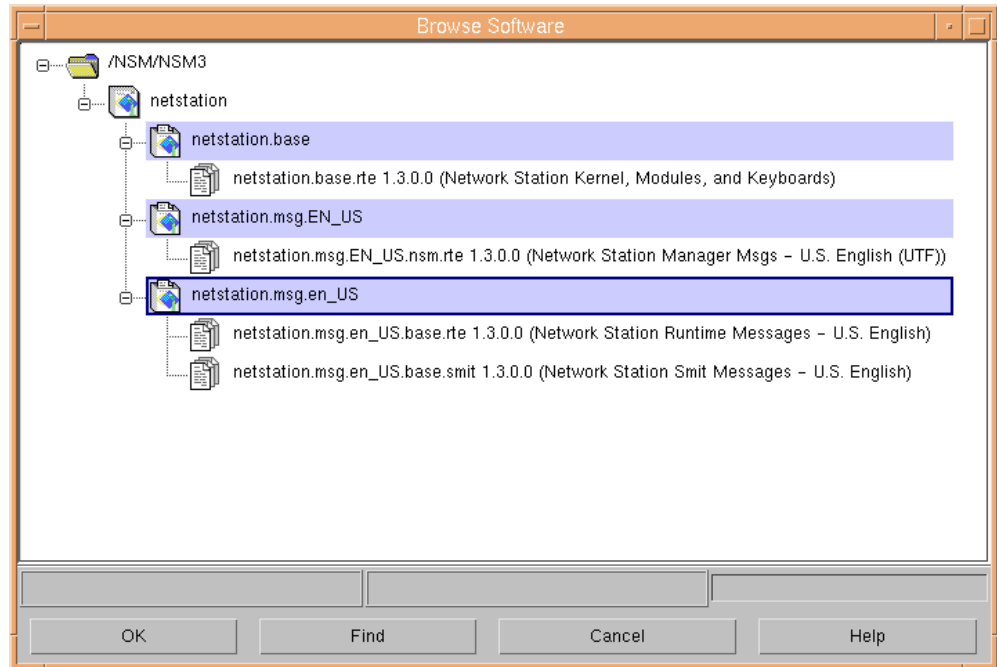 Browse Software
/NSM/NSM3
netstation
netstation.base
netstation.base.rte 1.3.0.0 (Network Station Kernel, Modules, and Keyboards)
netstation.msg.EN_US
netstation.msg.EN_US.nsm.rte 1.3.0.0 (Network Station Manager Msgs – U.S. English (UTF))
netstation.msg.en_US
netstation.msg.en_US.base.rte 1.3.0.0 (Network Station Runtime Messages – U.S. English)
netstation.msg.en_US.base.smit 1.3.0.0 (Network Station Smit Messages – U.S. English)
OK Find Cancel Help